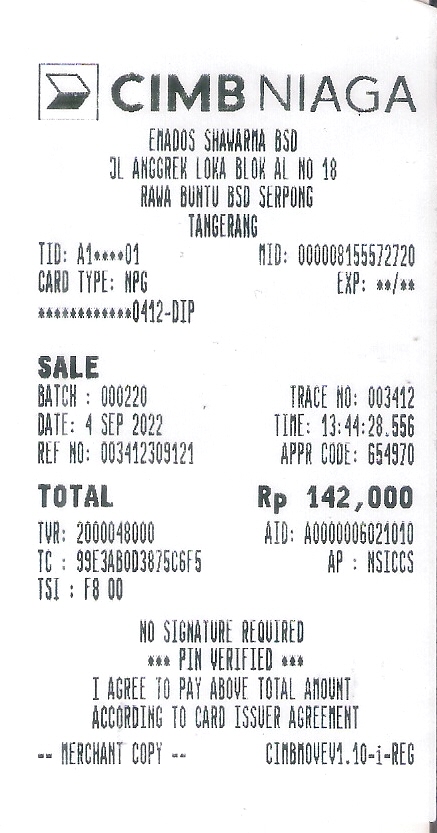 CIMB NIAGA
EMADOS SHAWARMA BSD
JL ANGGREK LOKA BLOK AL NO 18
RAWA BUNTU BSD SERPONG
TANGERANG
TID: A1****01 MID: 000008155572720
CARD TYPE: NPG EXP: **/**
************0412-DIP
SALE
BATCH : 000220 TRACE NO: 003412
DATE: 4 SEP 2022 TIME: 13:44:28.556
REF NO: 003412309121 APPR CODE: 654970
TOTAL Rp 142,000
TVR: 2000048000 AID: A0000006021010
TC : 99E3AB0D3875C6F5 AP : NSICCS
TSI : F8 00
NO SIGNATURE REQUIRED
*** PIN VERIFIED ***
I AGREE TO PAY ABOVE TOTAL AMOUNT
ACCORDING TO CARD ISSUER AGREEMENT
-- MERCHANT COPY -- CIMBMOVEV1.10-i-REG